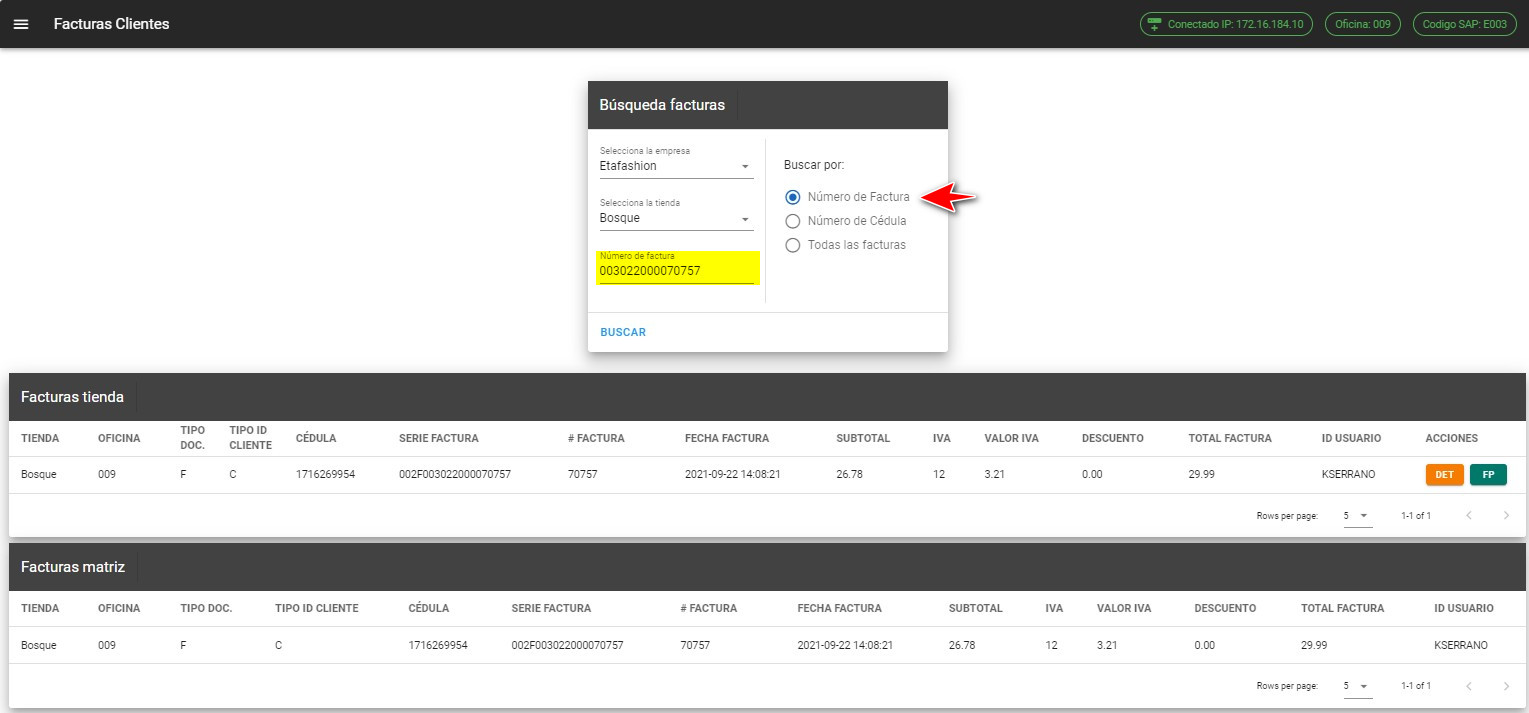 Facturas Clientes
Conectado IP: 172.16.184.10
Oficina: 009
Codigo SAP: E003
Búsqueda facturas
Selecciona la empresa
Etafashion
Selecciona la tienda
Bosque
Número de factura
003022000070757
Buscar por:
Número de Factura
Número de Cédula
Todas las facturas
BUSCAR
Facturas tienda
TIENDA OFICINA TIPO DOC. TIPO ID CLIENTE CÉDULA SERIE FACTURA # FACTURA FECHA FACTURA SUBTOTAL IVA VALOR IVA DESCUENTO TOTAL FACTURA ID USUARIO ACCIONES
Bosque 009 F C 1716269954 002F003022000070757 70757 2021-09-22 14:08:21 26.78 12 3.21 0.00 29.99 KSERRANO DET FP
Rows per page: 5 1-1 of 1
Facturas matriz
TIENDA OFICINA TIPO DOC. TIPO ID CLIENTE CÉDULA SERIE FACTURA # FACTURA FECHA FACTURA SUBTOTAL IVA VALOR IVA DESCUENTO TOTAL FACTURA ID USUARIO
Bosque 009 F C 1716269954 002F003022000070757 70757 2021-09-22 14:08:21 26.78 12 3.21 0.00 29.99 KSERRANO
Rows per page: 5 1-1 of 1